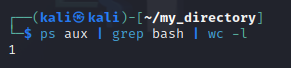 ┌──(kali㉿kali)-[~/my_directory]
└─$ ps aux | grep bash | wc -l
1